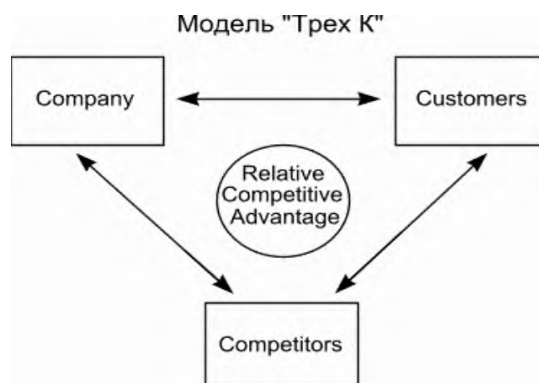 Модель "Трех К"
Company
Customers
Relative
Competitive
Advantage
Competitors